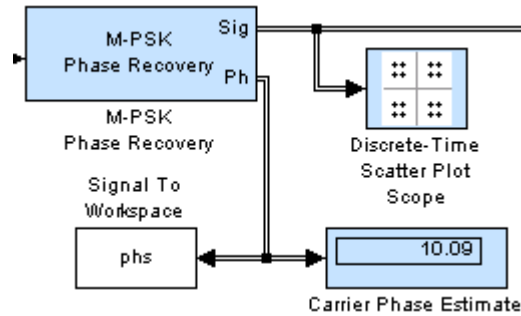 M-PSK
Phase Recovery
Sig
Ph
M-PSK
Phase Recovery
Discrete-Time
Scatter Plot
Scope
Signal To
Workspace
phs
10.09
Carrier Phase Estimate